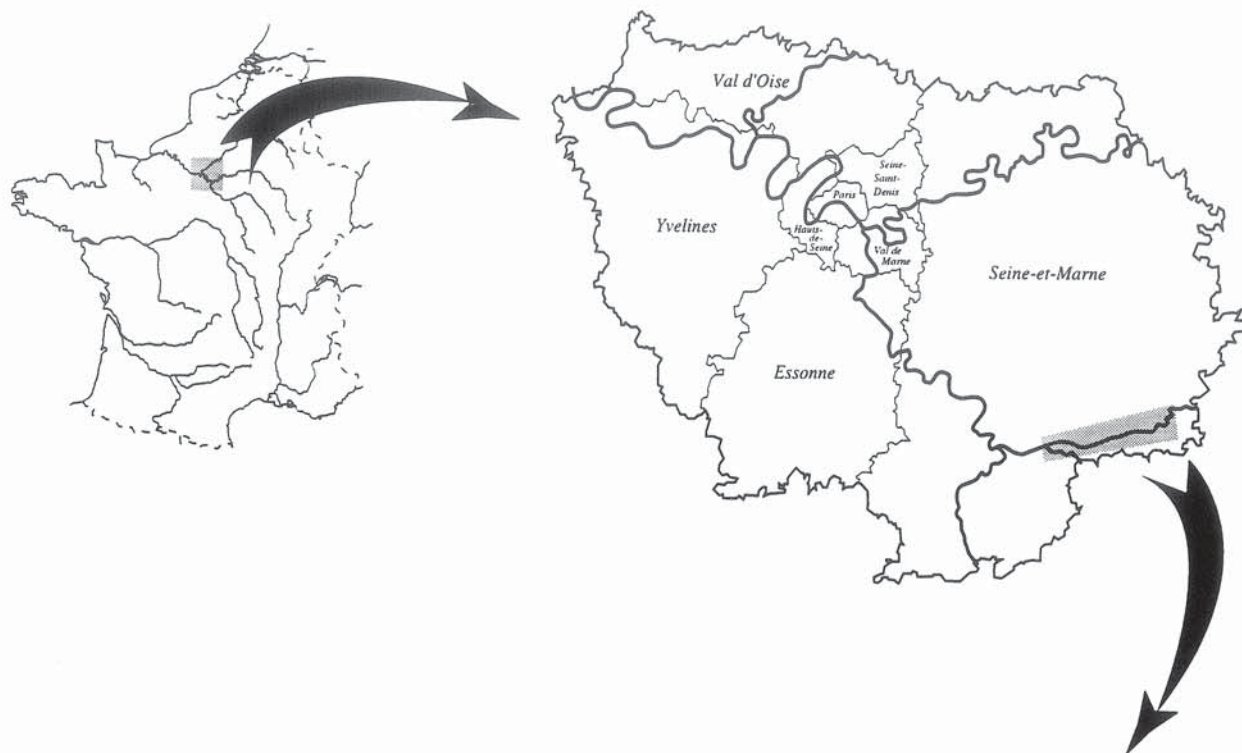 Val d'Oise
Seine-
Saint-
Denis
Paris
Yvelines
Hauts-
de-
Seine
Val de
Marne
Seine-et-Marne
Essonne